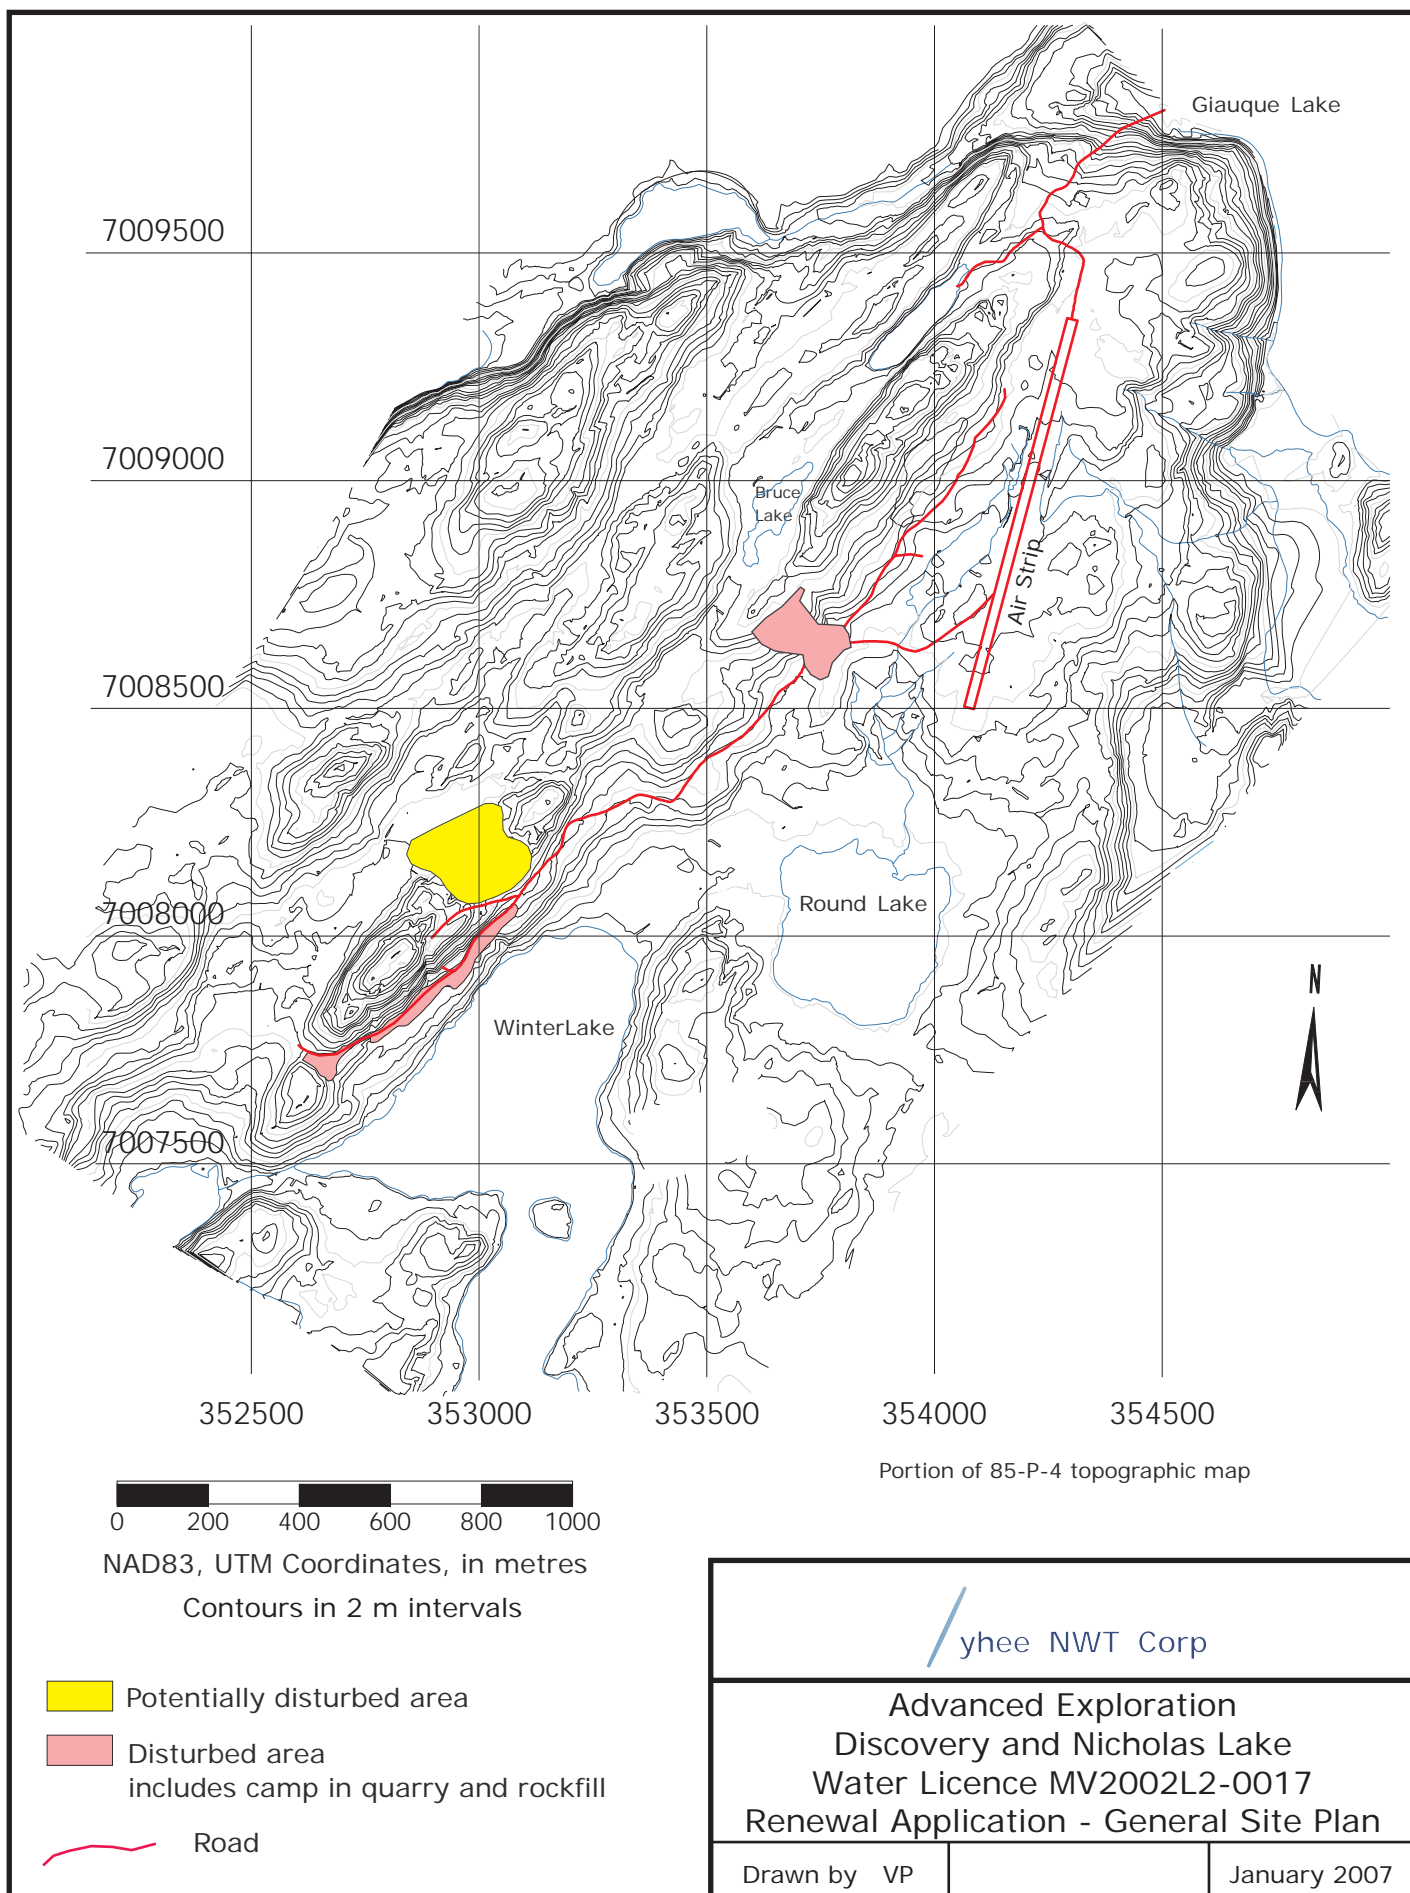 Giauque Lake
7009500
7009000
Bruce
Lake
Air Strip
7008500
7008000
Round Lake
WinterLake
N
7007500
352500 353000 353500 354000 354500
Portion of 85-P-4 topographic map
0 200 400 600 800 1000
NAD83, UTM Coordinates, in metres
Contours in 2 m intervals
Potentially disturbed area
Disturbed area
includes camp in quarry and rockfill
Road
yhee NWT Corp
Advanced Exploration
Discovery and Nicholas Lake
Water Licence MV2002L2-0017
Renewal Application - General Site Plan
Drawn by VP
January 2007